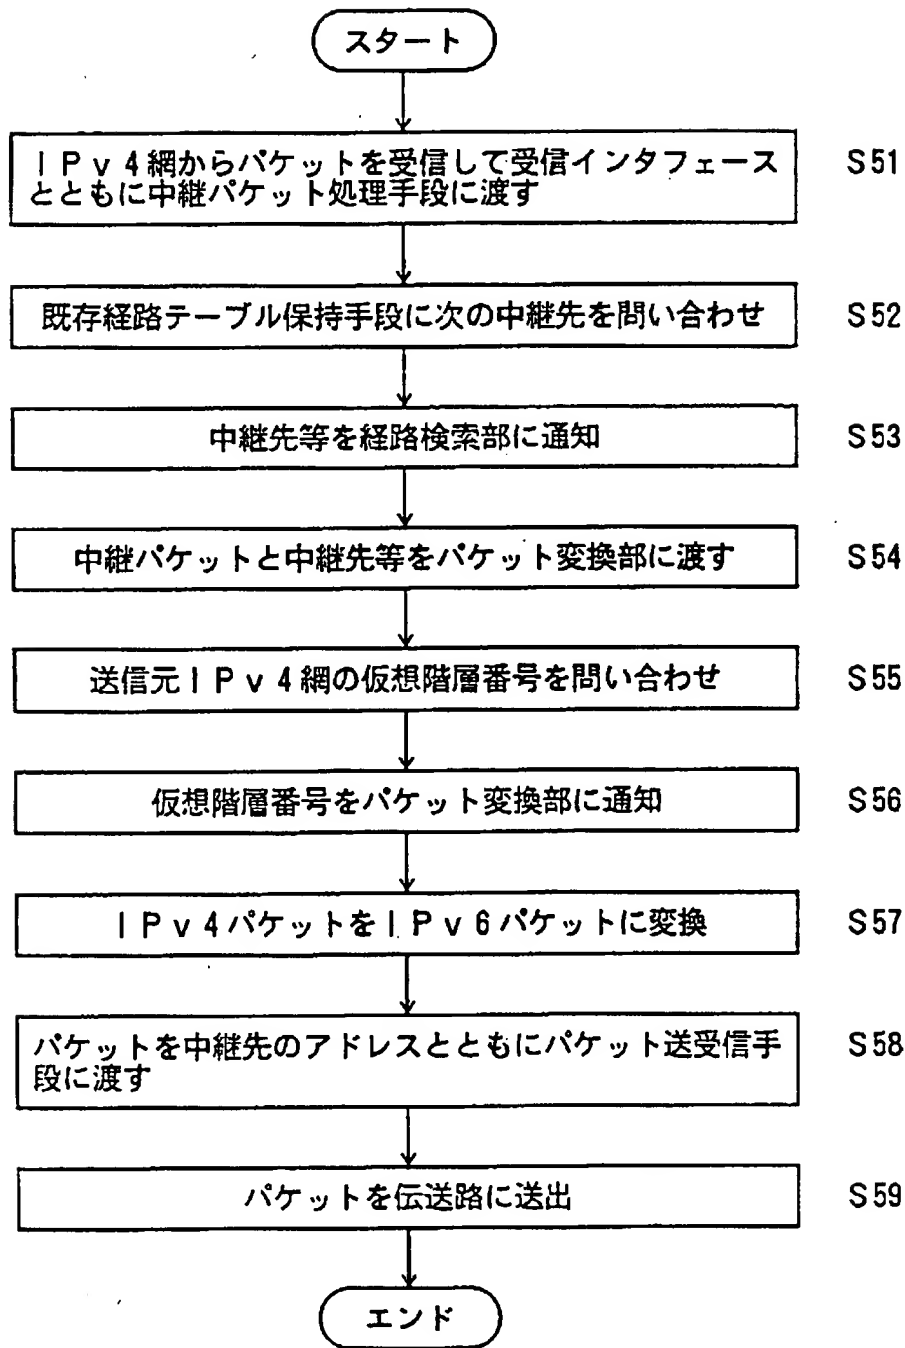 スタート
IPv4網からパケットを受信して受信インタフェース
とともに中継パケット処理手段に渡す
S51
既存経路テーブル保持手段に次の中継先を問い合わせ
S52
中継先等を経路検索部に通知
S53
中継パケットと中継先等をパケット変換部に渡す
S54
送信元IPv4網の仮想階層番号を問い合わせ
S55
仮想階層番号をパケット変換部に通知
S56
IPv4パケットをIPv6パケットに変換
S57
パケットを中継先のアドレスとともにパケット送受信手
段に渡す
S58
パケットを伝送路に送出
S59
エンド